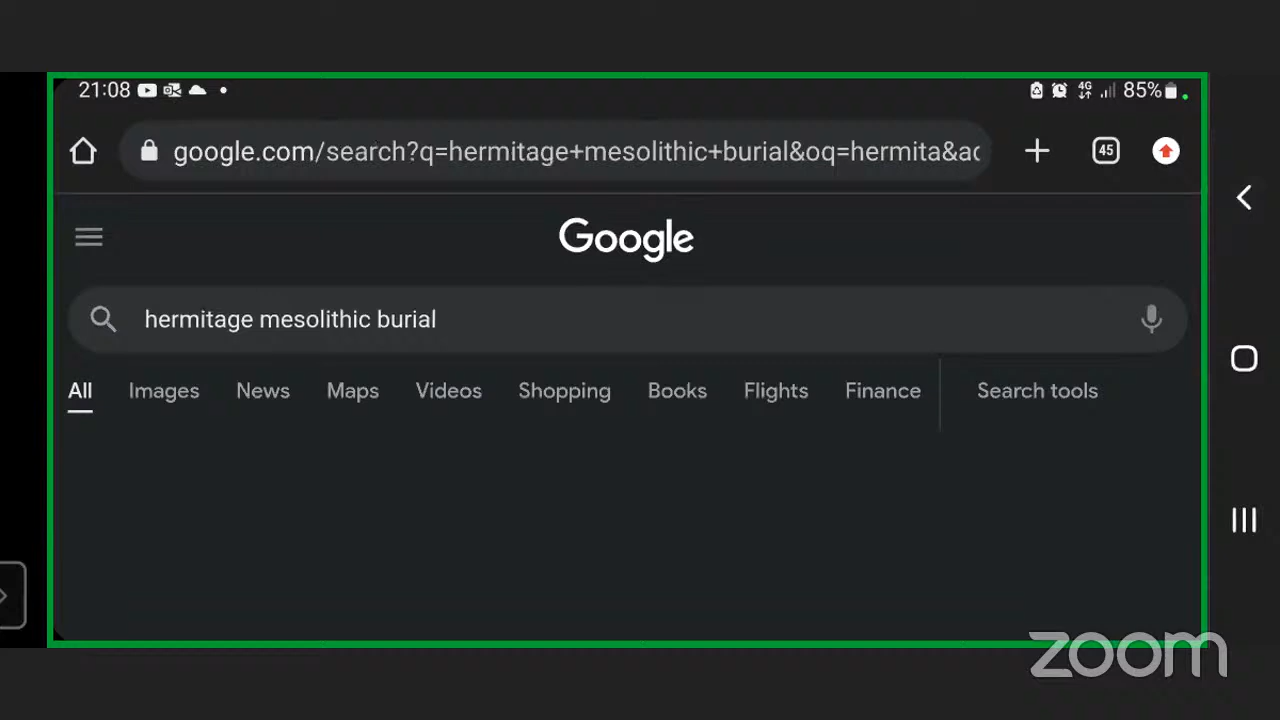 21:08
4G
85%
google.com/search?q=hermitage+mesolithic+burial&oq=hermita&ac
45
Google
hermitage mesolithic burial
All Images News Maps Videos Shopping Books Flights Finance Search tools
zoom